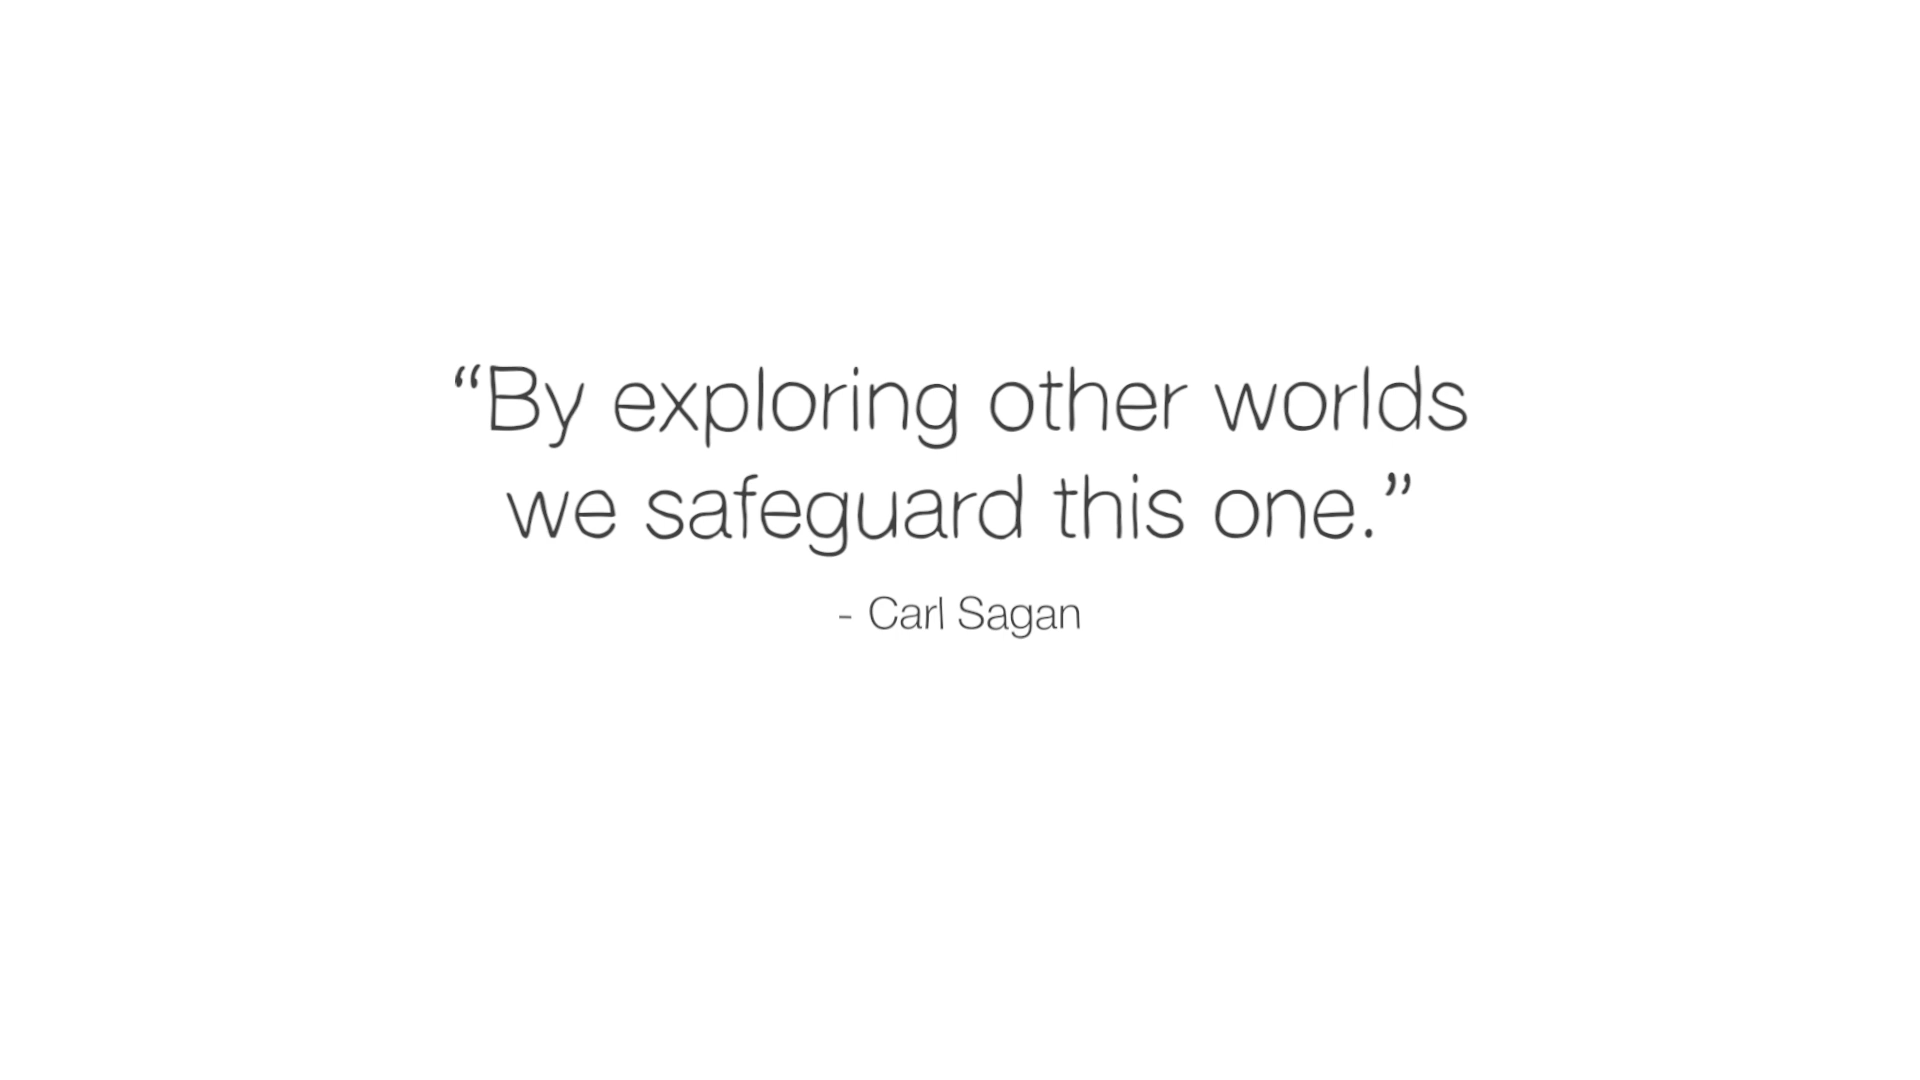 “By exploring other worlds
we safeguard this one.”
- Carl Sagan